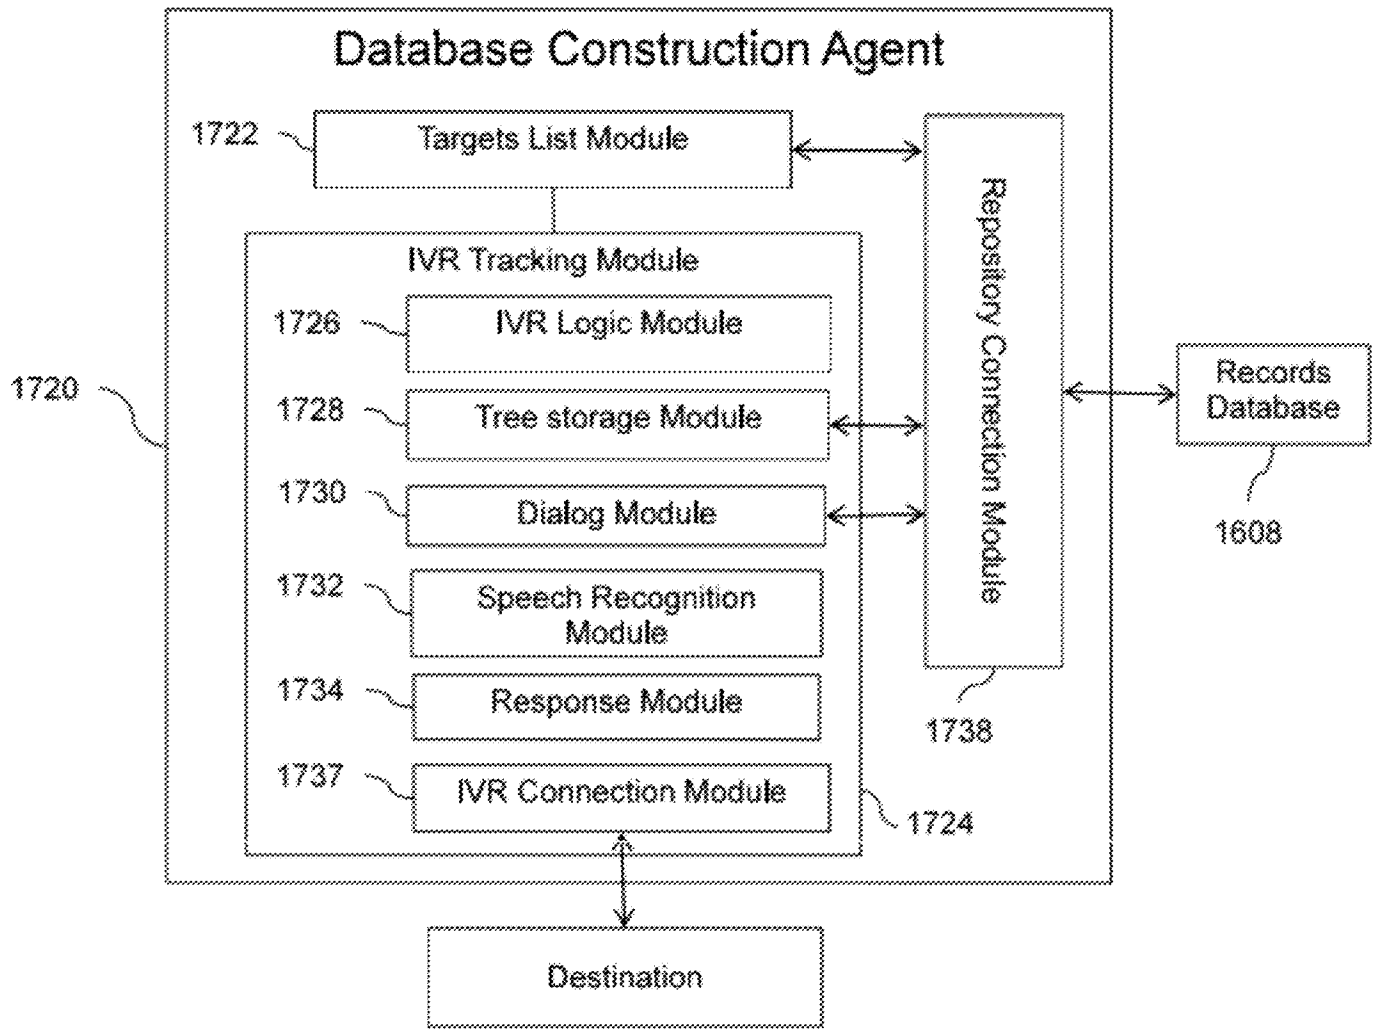 Database Construction Agent
1722
Targets List Module
IVR Tracking Module
1726
IVR Logic Module
1720
1728
Tree storage Module
1730
Dialog Module
1732
Speech Recognition
Module
1734
Response Module
1737
IVR Connection Module
1724
Repository Connection Module
1738
Records
Database
1608
Destination